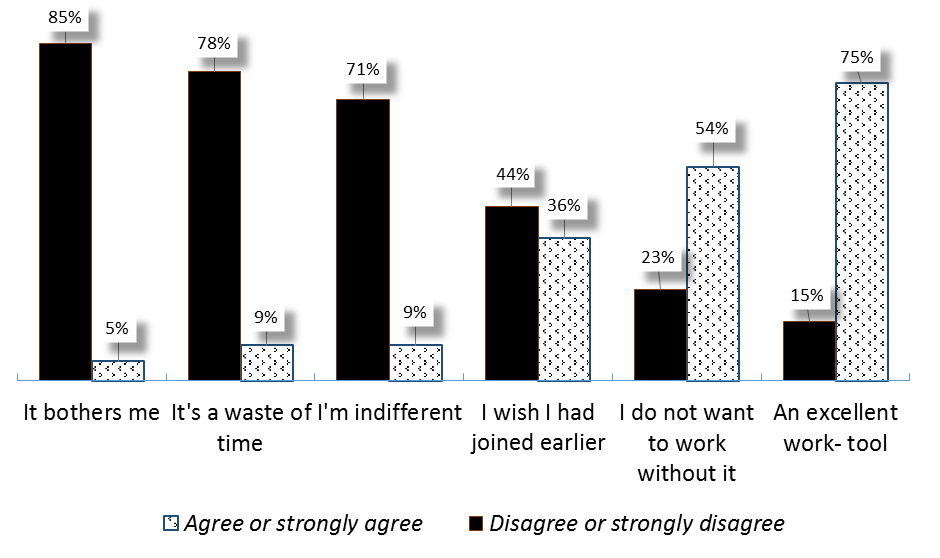 85%
78%
71%
44%
36%
54%
23%
75%
15%
5%
9%
9%
It bothers me
It's a waste of
time
I'm indifferent
I wish I had
joined earlier
I do not want
to work
without it
An excellent
work- tool
Agree or strongly agree
Disagree or strongly disagree